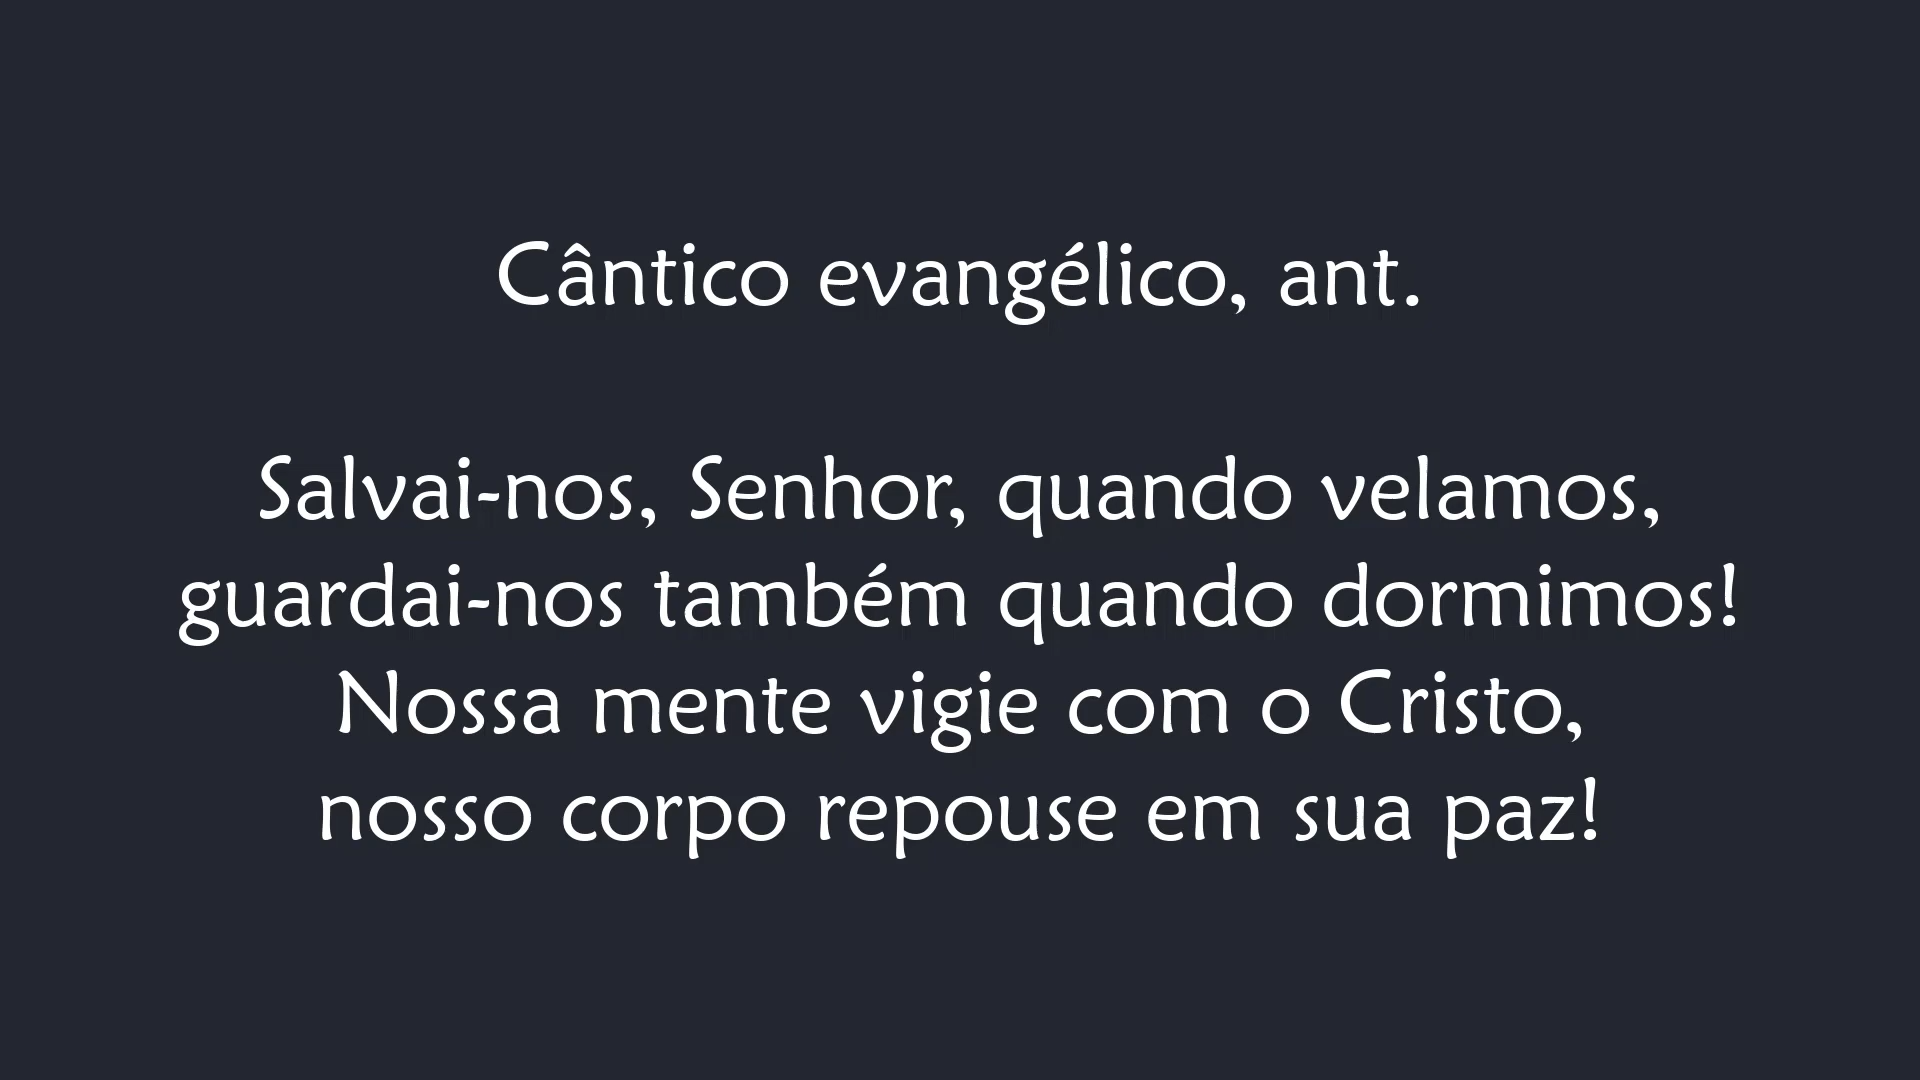 Cântico evangélico, ant.
Salvai-nos, Senhor, quando velamos,
guardai-nos também quando dormimos!
Nossa mente vigie com o Cristo,
nosso corpo repouse em sua paz!